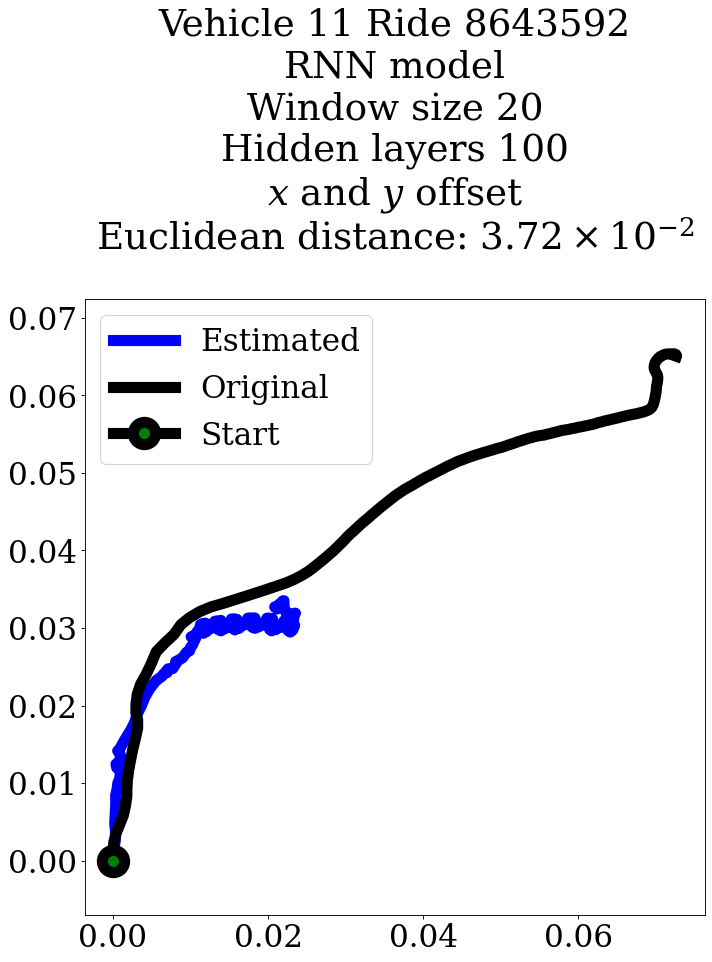 Vehicle 11 Ride 8643592
RNN model
Window size 20
Hidden layers 100
x and y offset
Euclidean distance: 3.72 × 10⁻²
0.07
0.06
0.05
0.04
0.03
0.02
0.01
0.00
Estimated
Original
Start
0.00 0.02 0.04 0.06